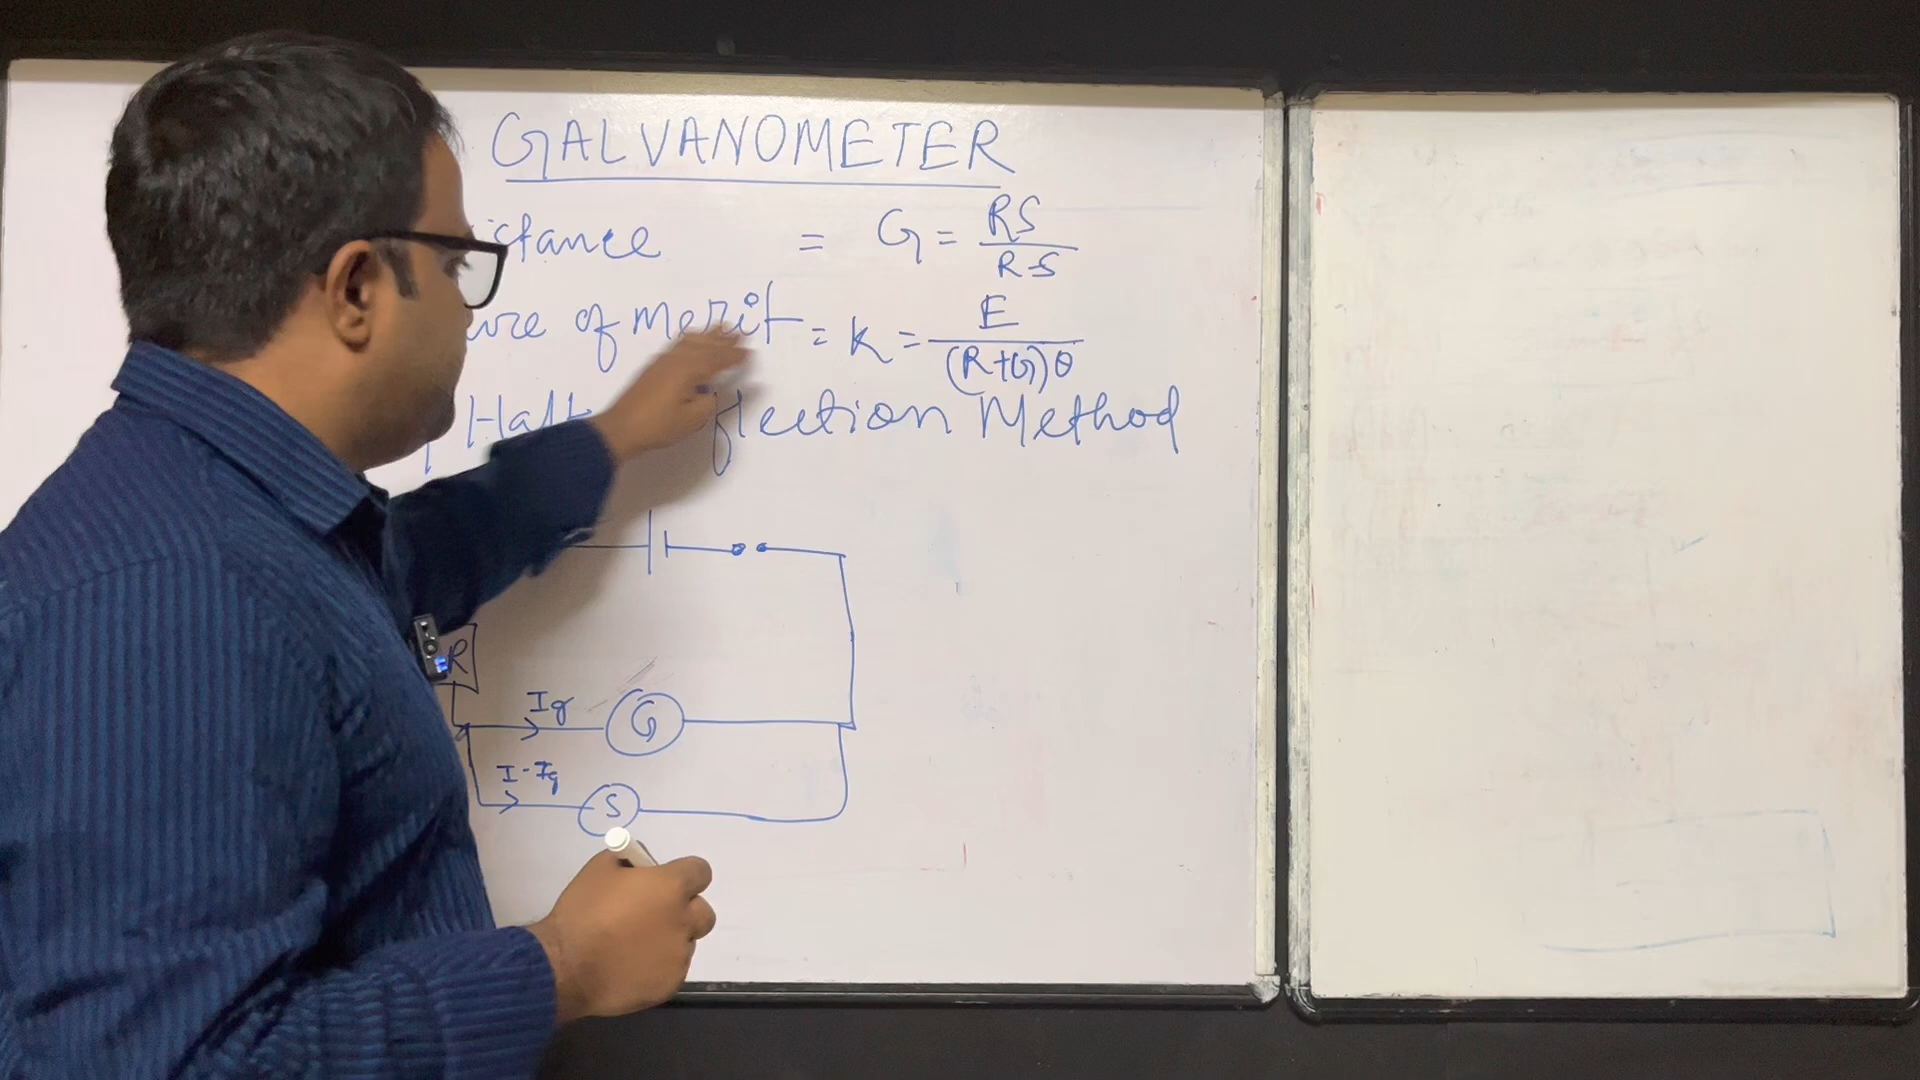 GALVANOMETER
istance = G = RS / R-S
ure of merit = K = E / (R+G)θ
Half flection Method
R
Ig
G
I-Ig
S